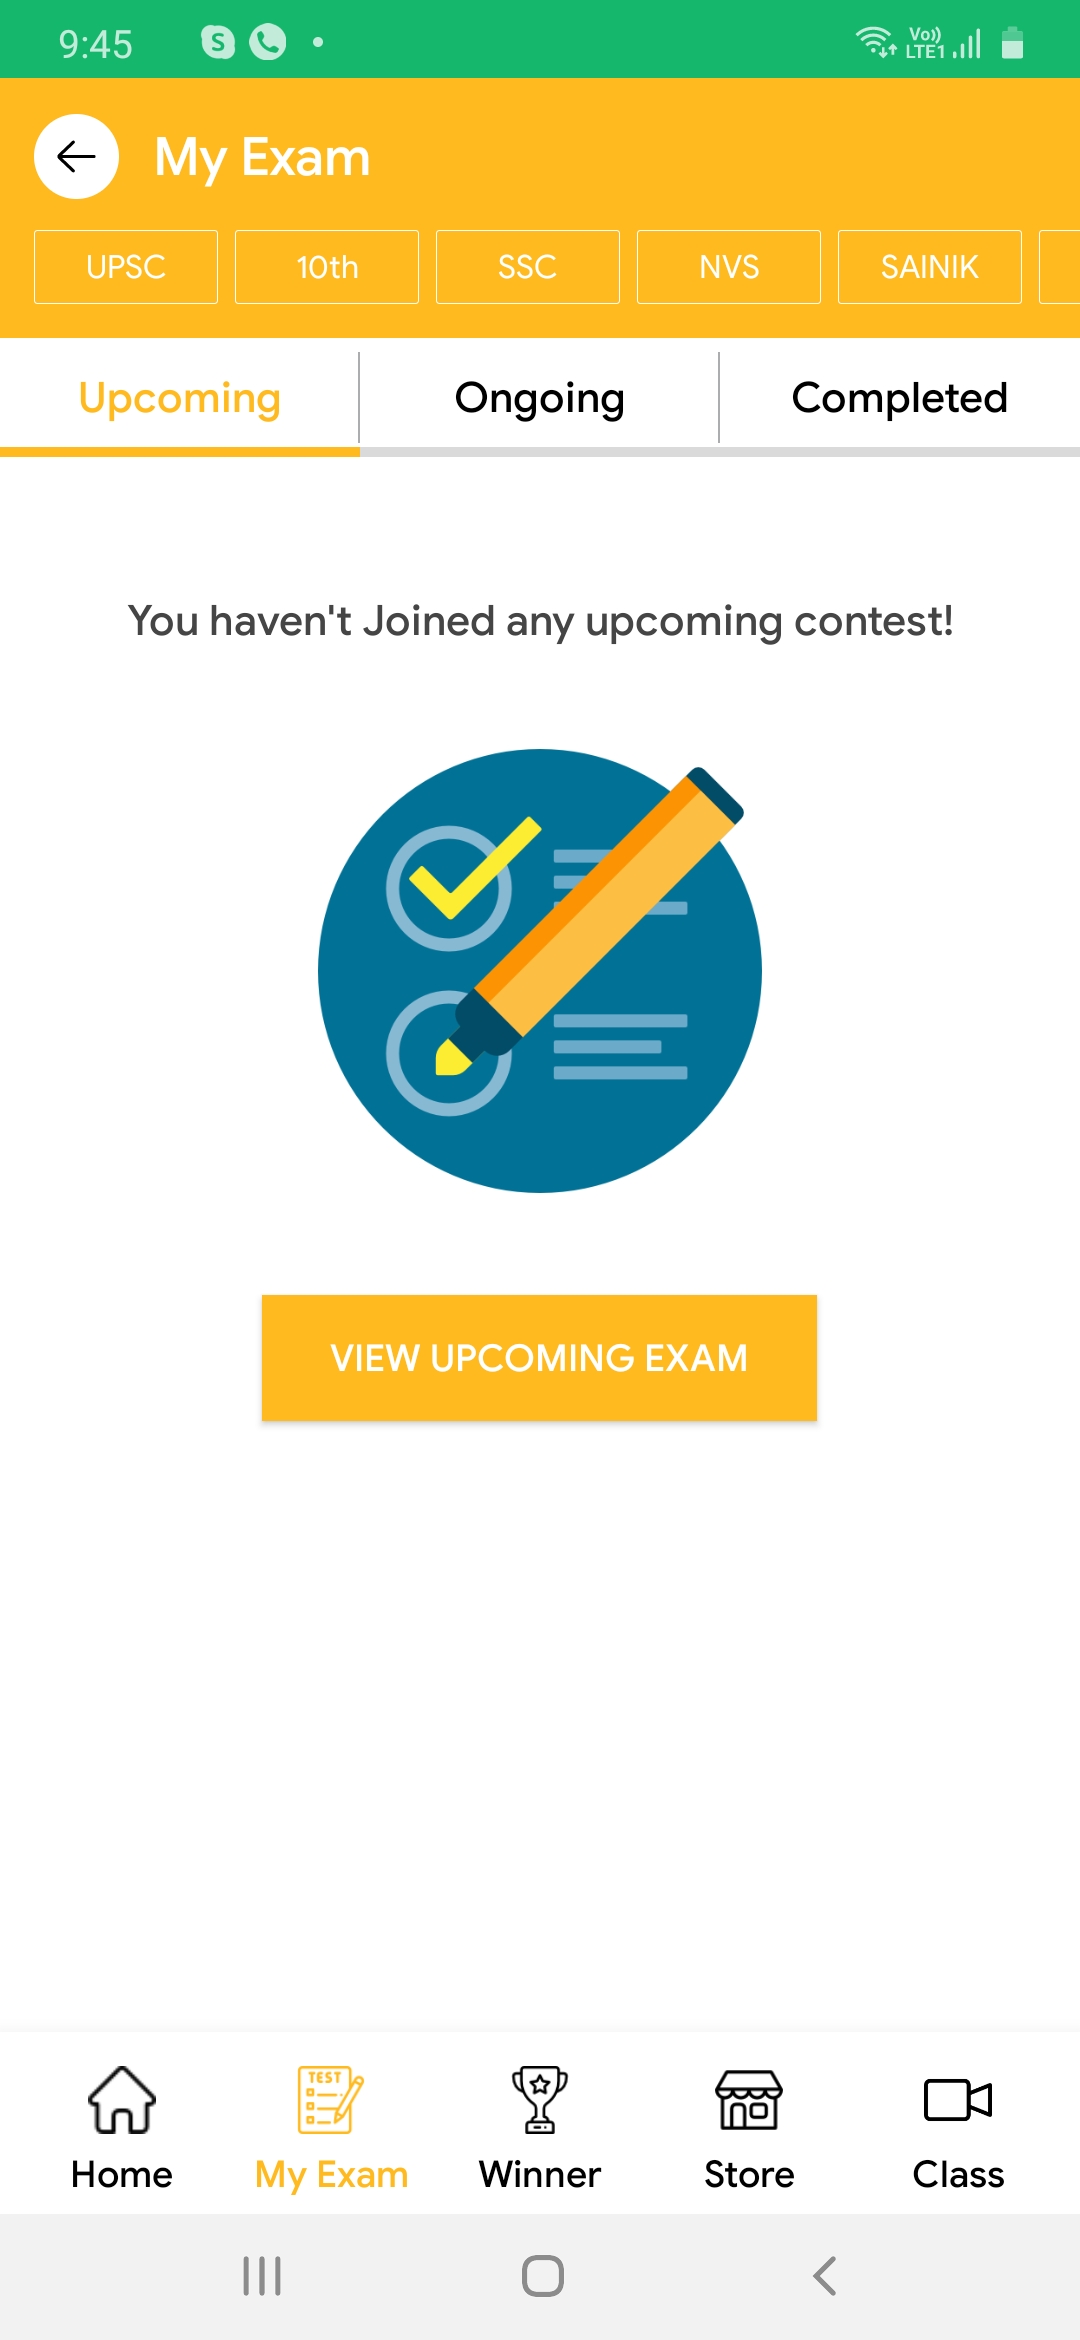 9:45
Vo))
LTE1
My Exam
UPSC 10th SSC NVS SAINIK
Upcoming Ongoing Completed
You haven't Joined any upcoming contest!
VIEW UPCOMING EXAM
TEST
Home My Exam Winner Store Class